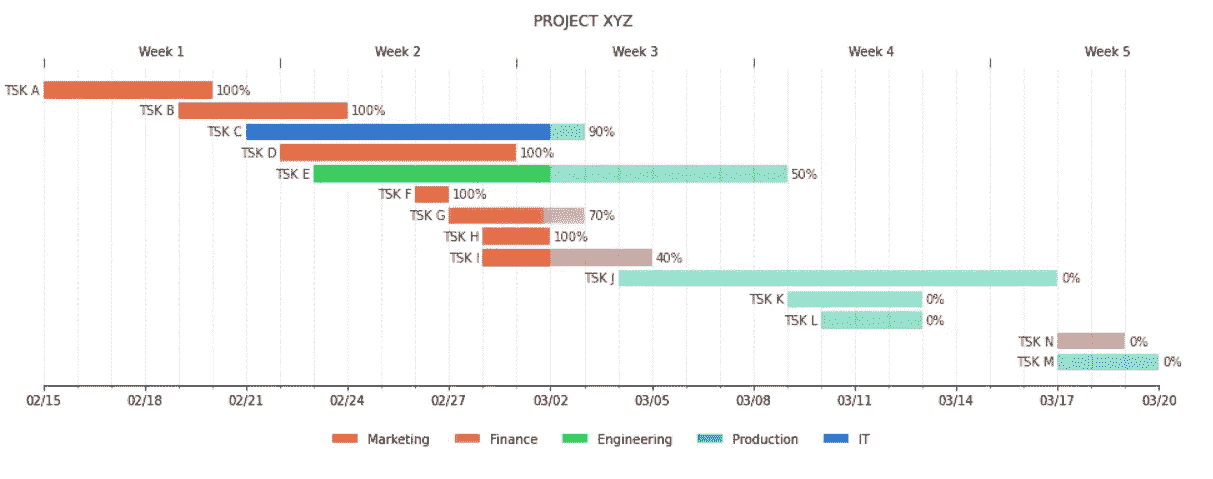 PROJECT XYZ
Week 1 Week 2 Week 3 Week 4 Week 5
TSK A 100%
TSK B 100%
TSK C 90%
TSK D 100%
TSK E 50%
TSK F 100%
TSK G 70%
TSK H 100%
TSK I 40%
TSK J 0%
TSK K 0%
TSK L 0%
TSK N 0%
TSK M 0%
02/15 02/18 02/21 02/24 02/27 03/02 03/05 03/08 03/11 03/14 03/17 03/20
Marketing Finance Engineering Production IT